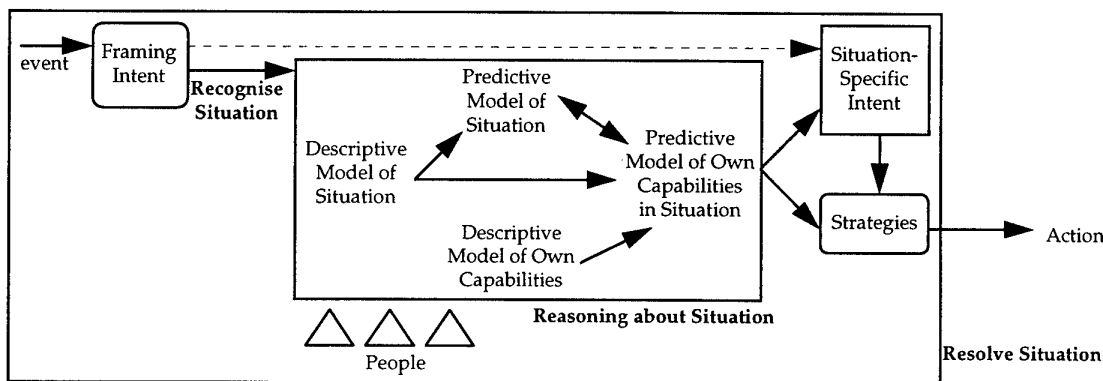 event
Framing
Intent
Recognise
Situation
Predictive
Model of
Situation
Descriptive
Model of
Situation
Predictive
Model of Own
Capabilities
in Situation
Descriptive
Model of Own
Capabilities
Reasoning about Situation
People
Situation-
Specific
Intent
Strategies
Action
Resolve Situation